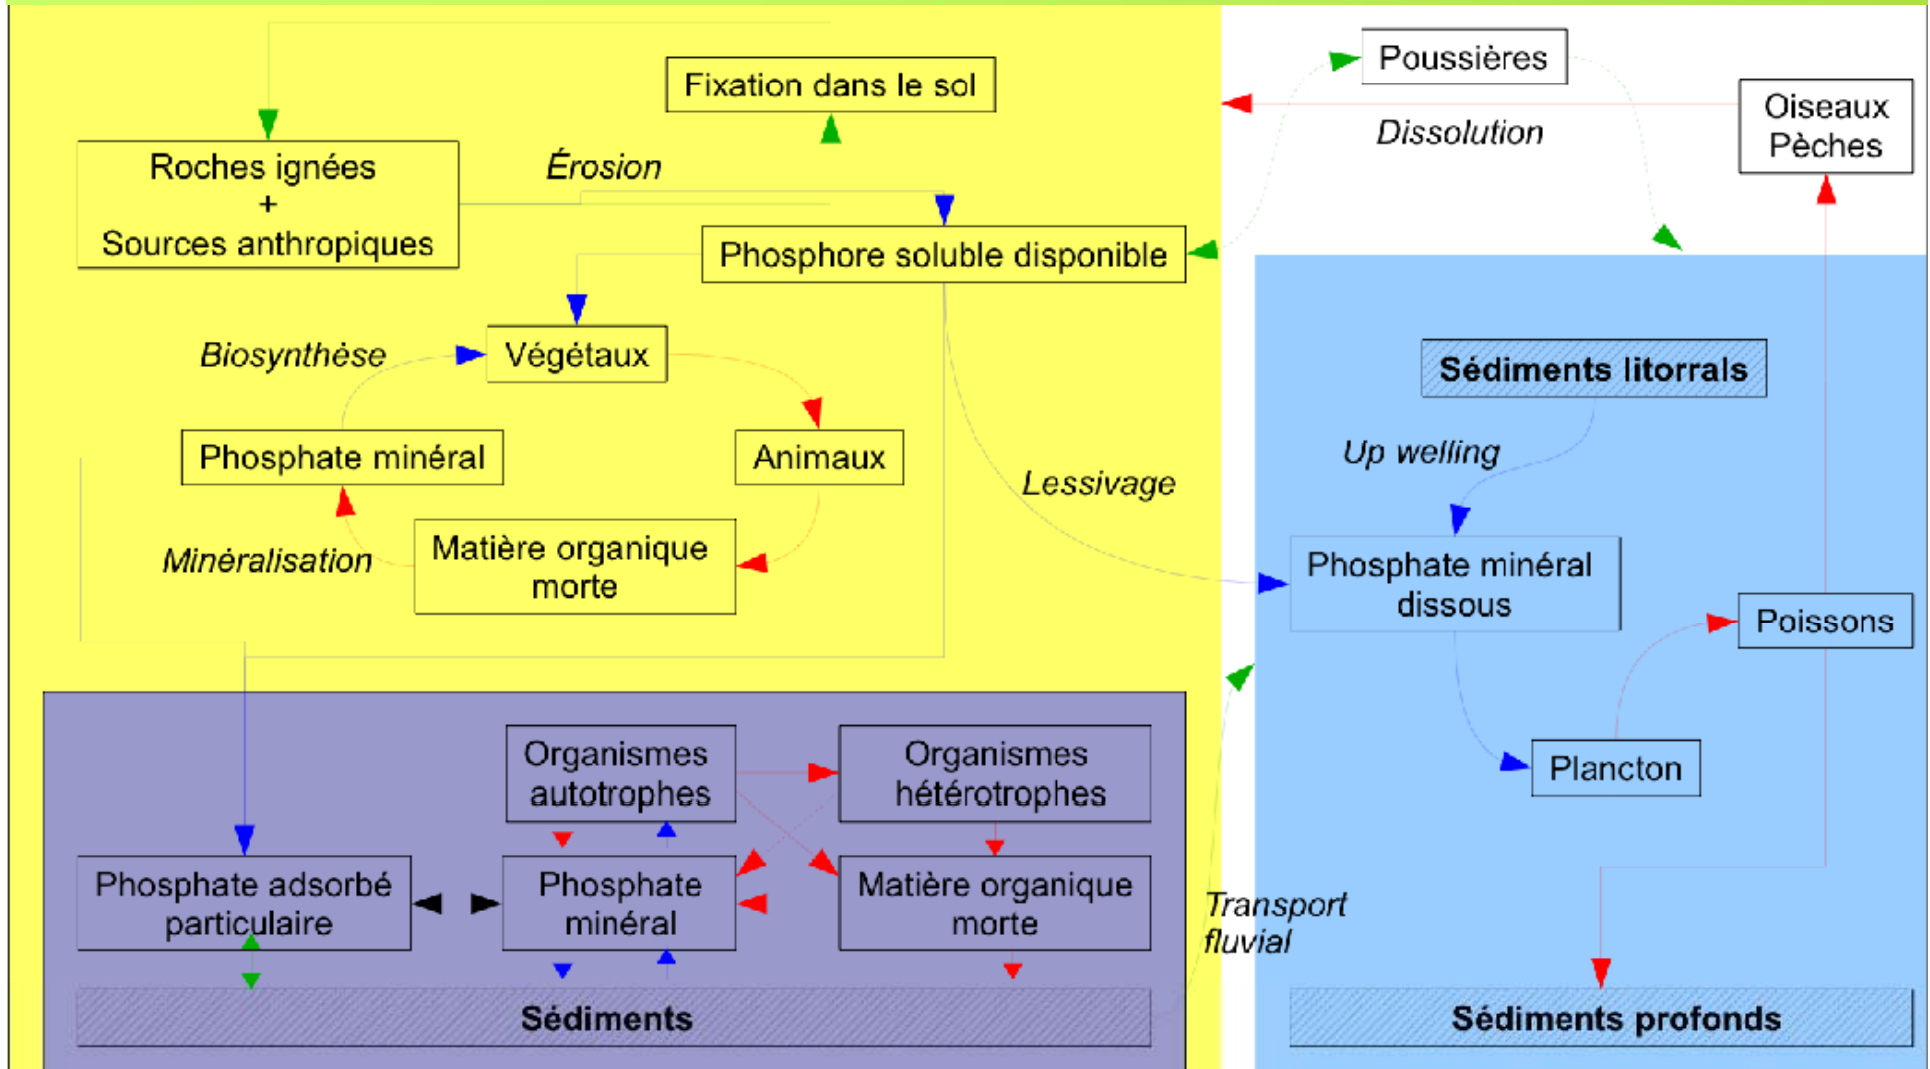 Poussières
Fixation dans le sol
Oiseaux
Pèches
Dissolution
Roches ignées
+
Sources anthropiques
Érosion
Phosphore soluble disponible
Biosynthèse
Végétaux
Sédiments litorrals
Phosphate minéral
Animaux
Up welling
Lessivage
Minéralisation
Matière organique
morte
Phosphate minéral
dissous
Poissons
Organismes
autotrophes
Organismes
hétérotrophes
Plancton
Phosphate adsorbé
particulaire
Phosphate
minéral
Matière organique
morte
Transport
fluvial
Sédiments
Sédiments profonds